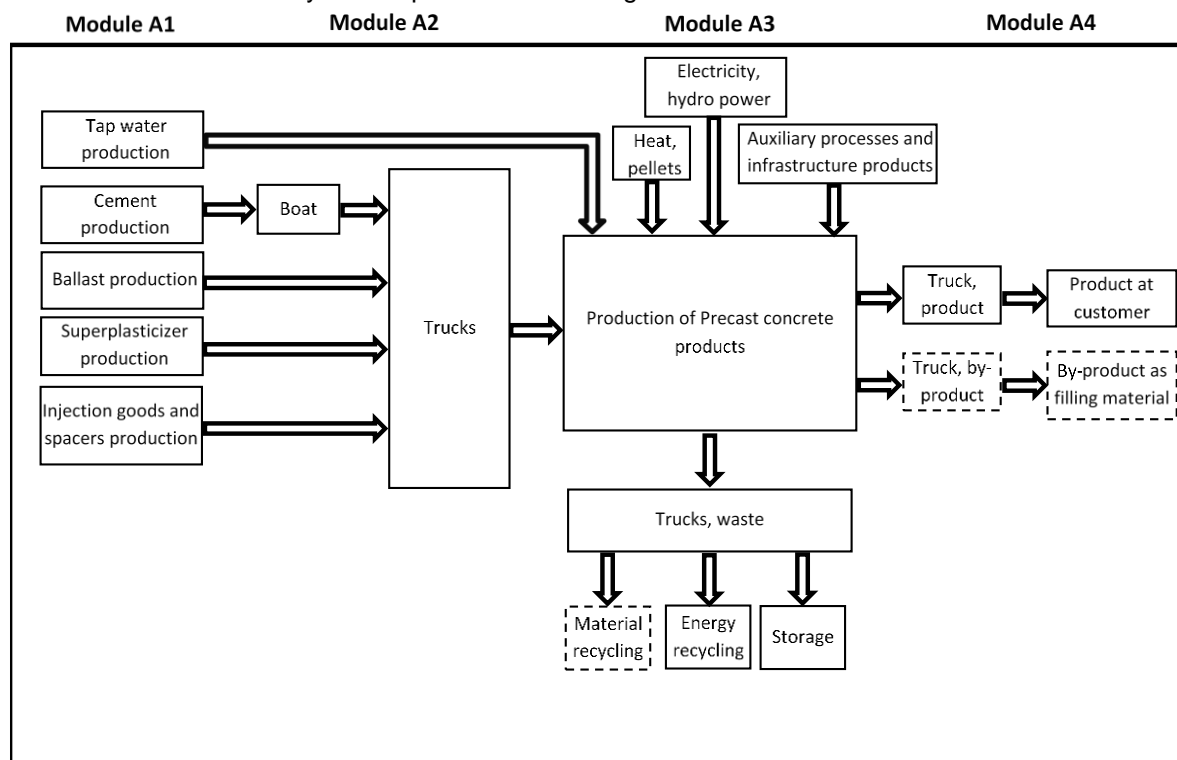 Module A1
Module A2
Module A3
Module A4
Electricity,
hydro power
Tap water
production
Heat,
pellets
Auxiliary processes and
infrastructure products
Cement
production
Boat
Ballast production
Superplasticizer
production
Injection goods and
spacers production
Trucks
Production of Precast concrete
products
Truck,
product
Product at
customer
Truck, by-
product
By-product as
filling material
Trucks, waste
Material
recycling
Energy
recycling
Storage